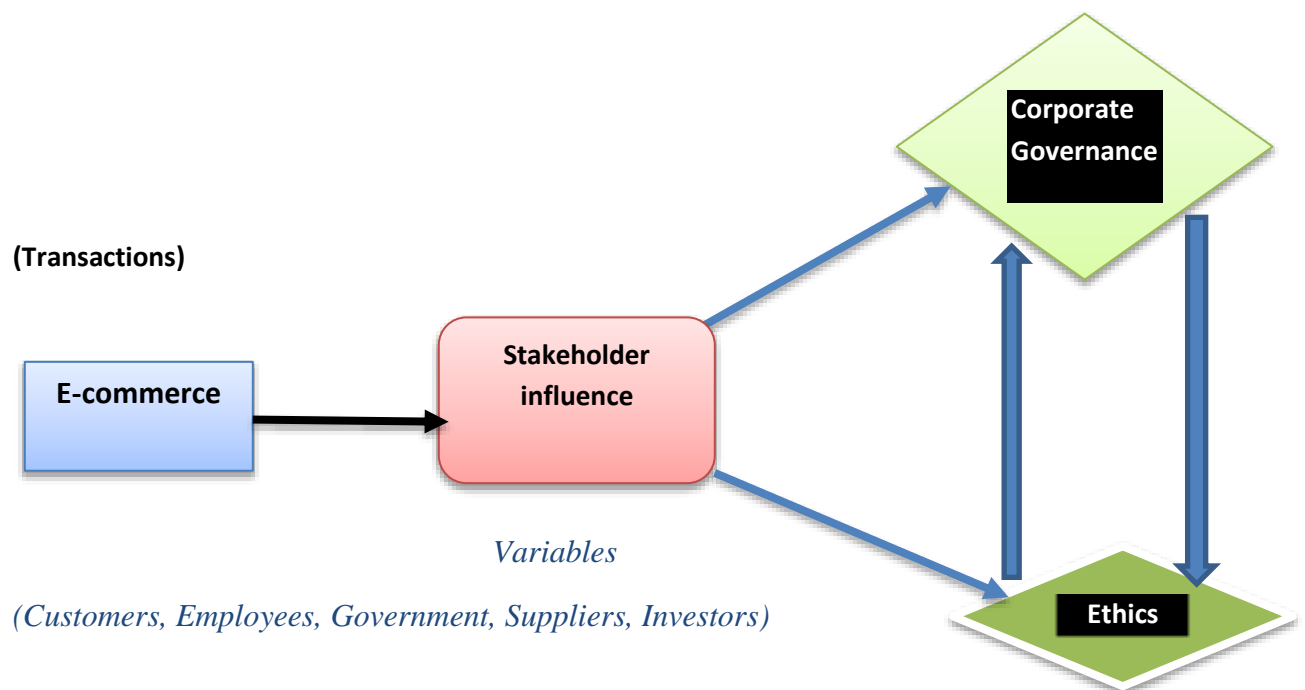 Corporate
Governance
(Transactions)
E-commerce
Stakeholder
influence
Variables
(Customers, Employees, Government, Suppliers, Investors)
Ethics